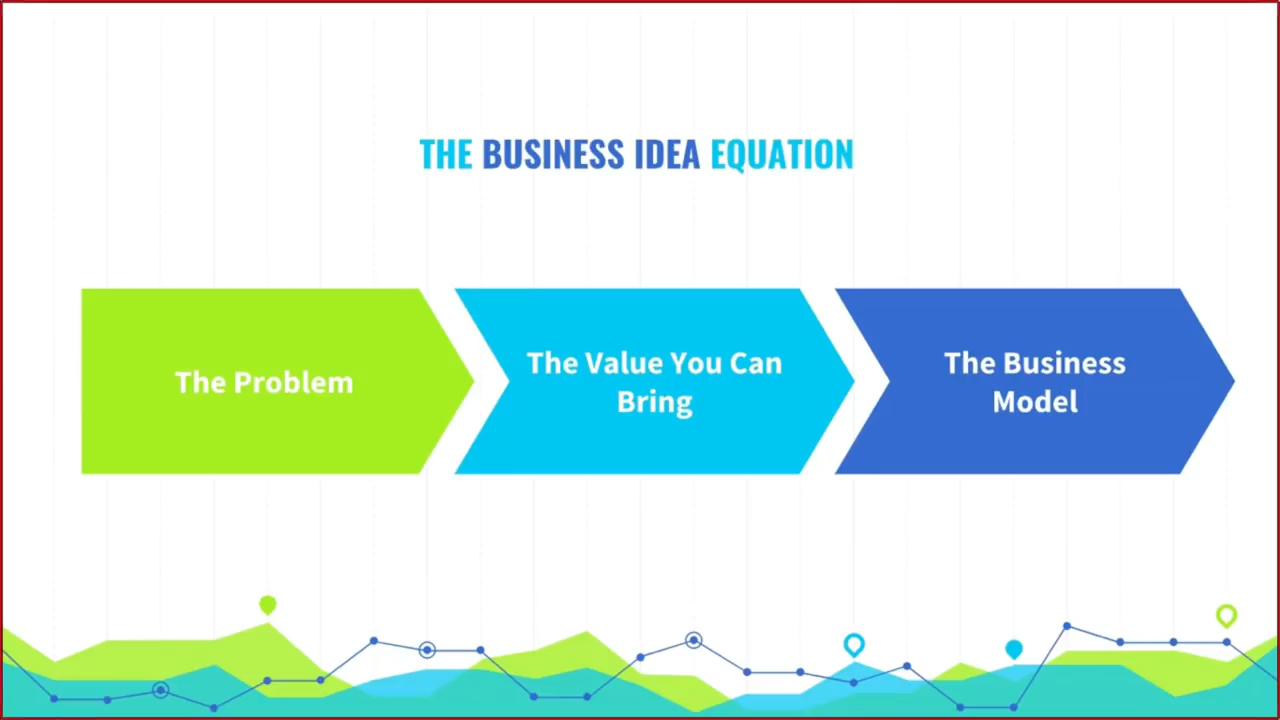 THE BUSINESS IDEA EQUATION
The Problem
The Value You Can
Bring
The Business
Model